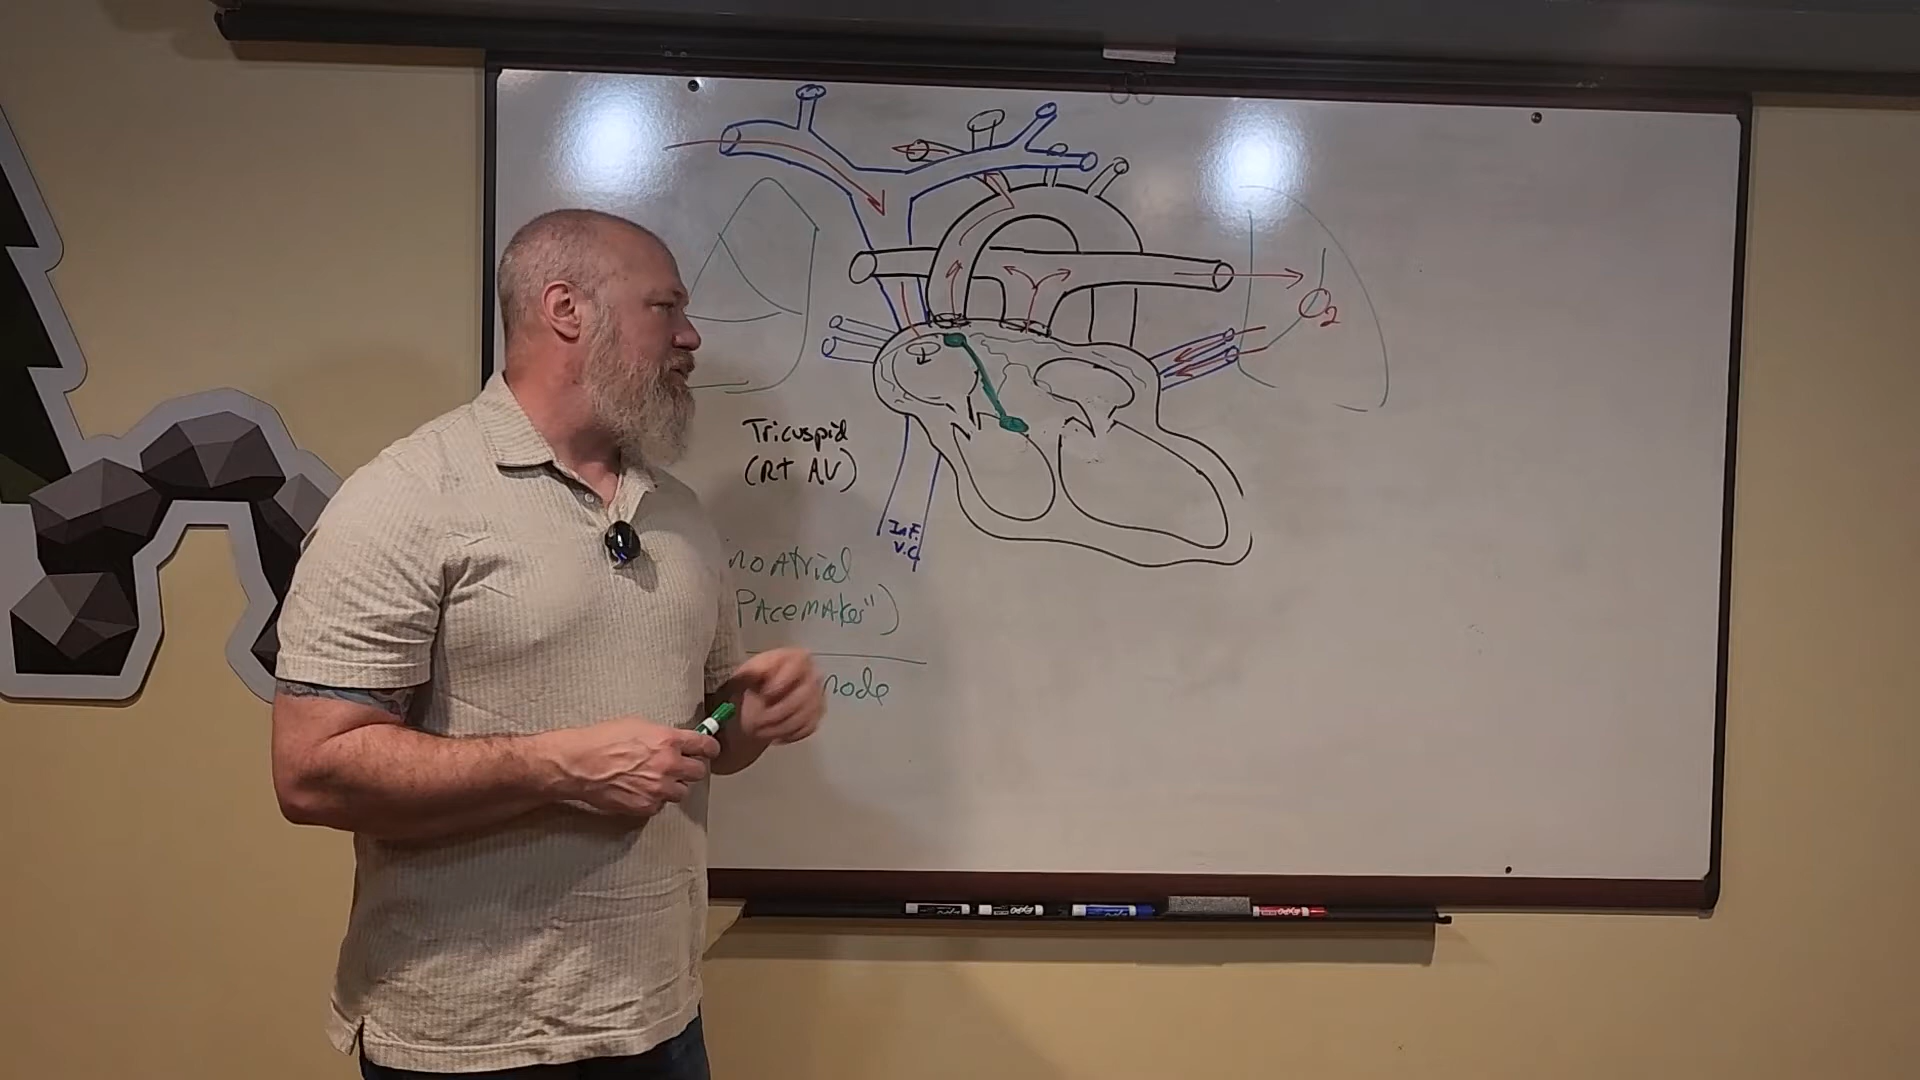 O2
Tricuspid
(Rt AV)
Inf.
V.C
noAtrial
PAcemAker")
node